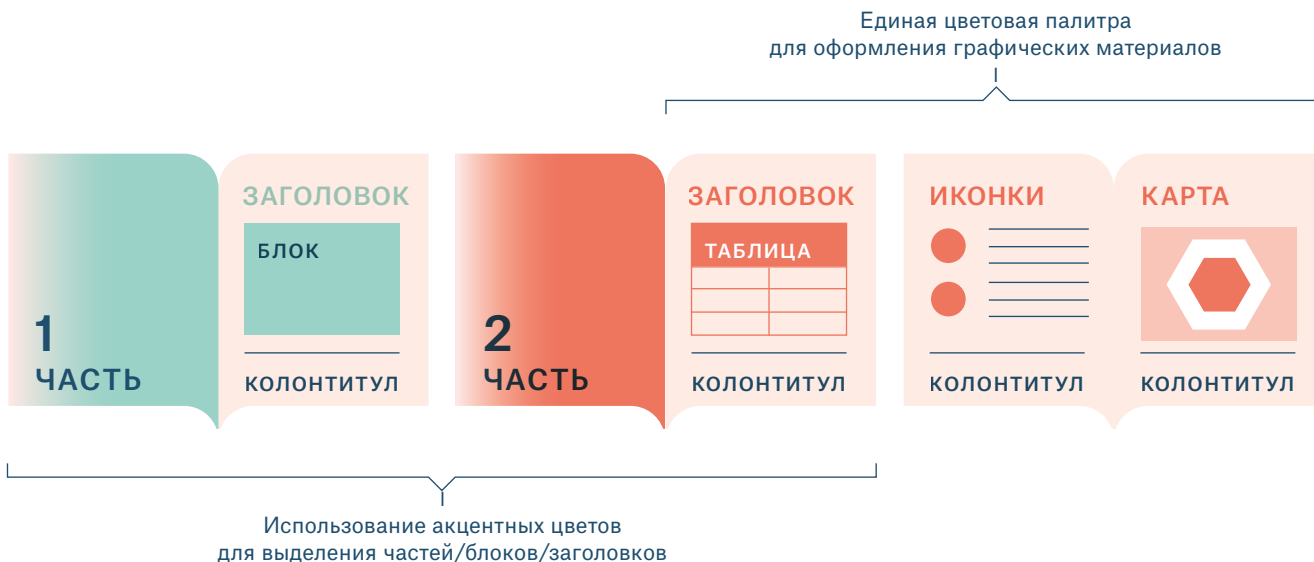 Единая цветовая палитра
для оформления графических материалов
ЗАГОЛОВОК
БЛОК
1
ЧАСТЬ
КОЛОНТИТУЛ
ЗАГОЛОВОК
ТАБЛИЦА
2
ЧАСТЬ
КОЛОНТИТУЛ
ИКОНКИ
КАРТА
КОЛОНТИТУЛ
КОЛОНТИТУЛ
Использование акцентных цветов
для выделения частей/блоков/заголовков